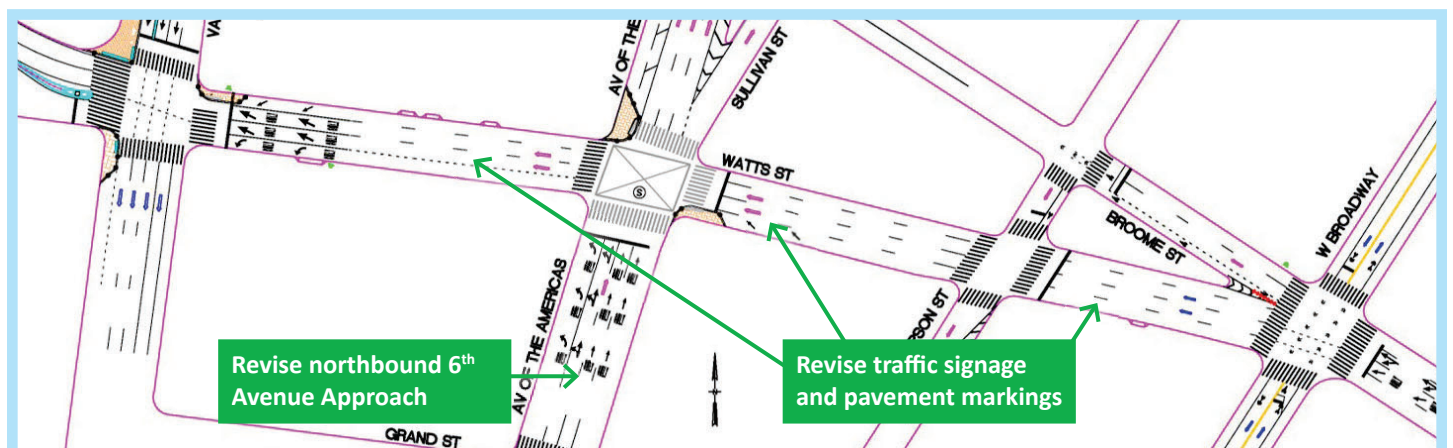 VA
AV OF THE
SULLIVAN ST
WATTS ST
W BROADWAY
BROOME ST
AV OF THE AMERICAS
GRAND ST
S
Revise northbound 6th
Avenue Approach
Revise traffic signage
and pavement markings